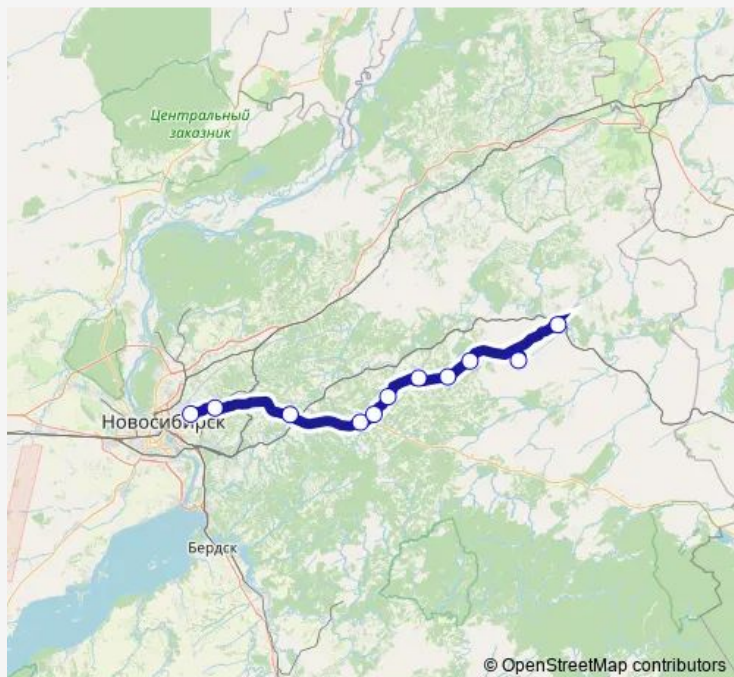 Центральный
заказник
Новосибирск
Бердск
© OpenStreetMap contributors